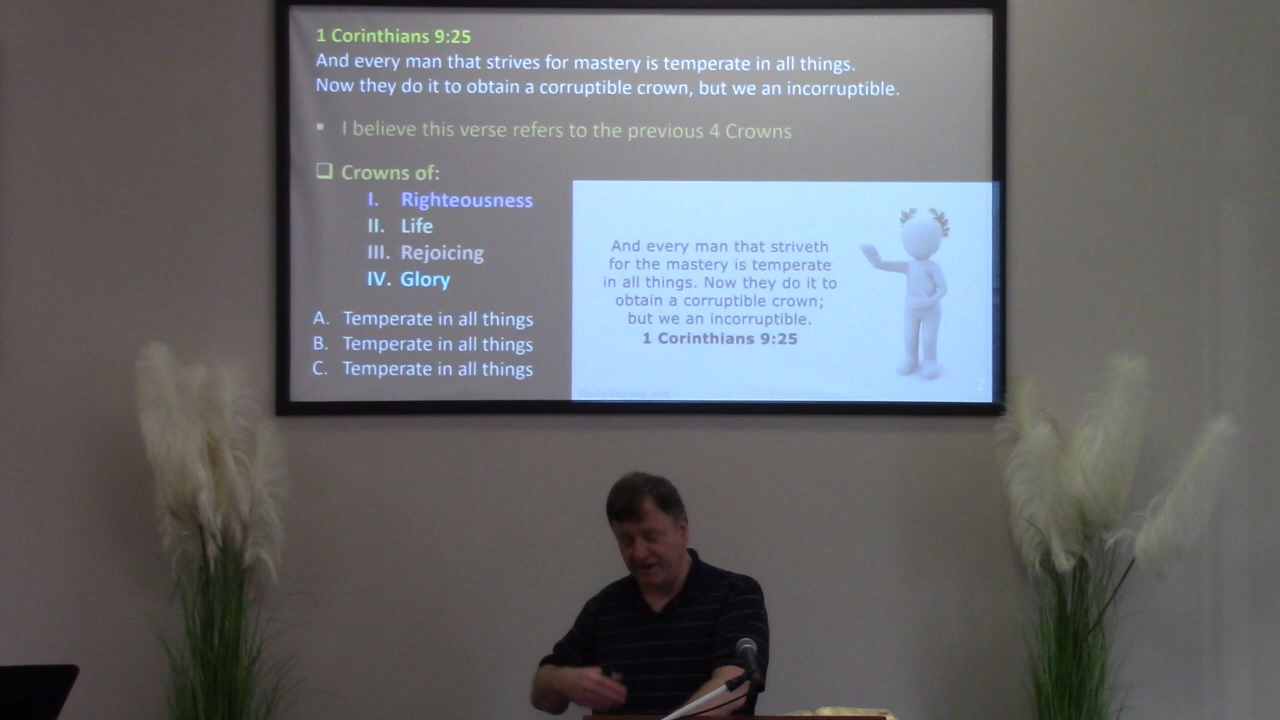 1 Corinthians 9:25
And every man that strives for mastery is temperate in all things.
Now they do it to obtain a corruptible crown, but we an incorruptible.
▪ I believe this verse refers to the previous 4 Crowns
❑ Crowns of:
I. Righteousness
II. Life
III. Rejoicing
IV. Glory
A. Temperate in all things
B. Temperate in all things
C. Temperate in all things
And every man that striveth
for the mastery is temperate
in all things. Now they do it to
obtain a corruptible crown;
but we an incorruptible.
1 Corinthians 9:25
2